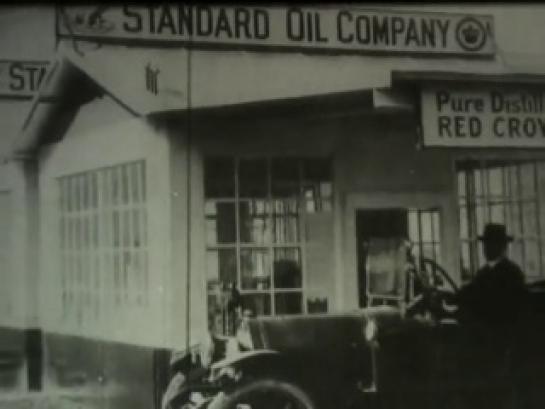 STANDARD OIL COMPANY
ST
Pure Distill
RED CROW